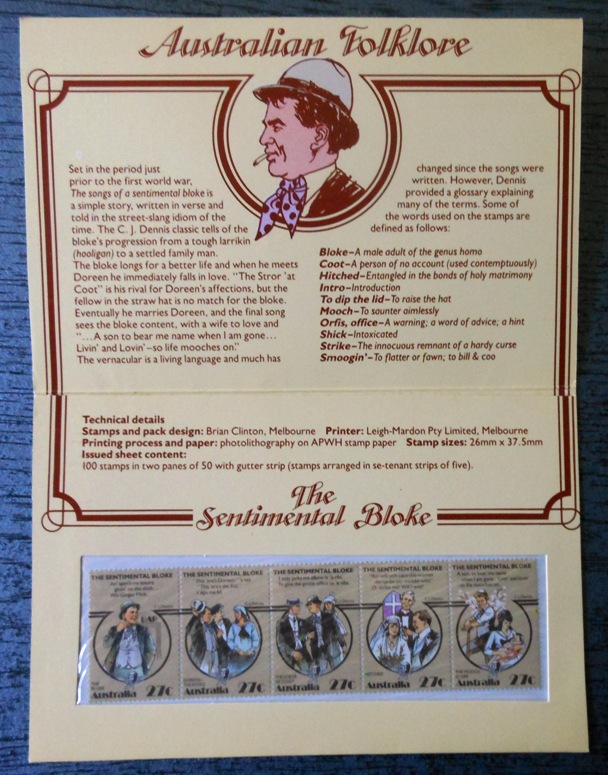 Australian Folklore
Set in the period just
prior to the first world war,
The songs of a sentimental bloke is
a simple story, written in verse and
told in the street-slang idiom of the
time. The C. J. Dennis classic tells of the
bloke's progression from a tough larrikin
(hooligan) to a settled family man.
The bloke longs for a better life and when he meets
Doreen he immediately falls in love. "The Stror 'at
Coot" is his rival for Doreen's affections, but the
fellow in the straw hat is no match for the bloke.
Eventually he marries Doreen, and the final song
sees the bloke content, with a wife to love and
"...A son to bear me name when I am gone...
Livin' and Lovin'–so life mooches on."
The vernacular is a living language and much has
changed since the songs were
written. However, Dennis
provided a glossary explaining
many of the terms. Some of
the words used on the stamps are
defined as follows:
Bloke–A male adult of the genus homo
Coot–A person of no account (used contemptuously)
Hitched–Entangled in the bonds of holy matrimony
Intro–Introduction
To dip the lid–To raise the hat
Mooch–To saunter aimlessly
Orfis, office–A warning; a word of advice; a hint
Shick–Intoxicated
Strike–The innocuous remnant of a hardy curse
Smoogin'–To flatter or fawn; to bill & coo
Technical details
Stamps and pack design: Brian Clinton, Melbourne Printer: Leigh-Mardon Pty Limited, Melbourne
Printing process and paper: photolithography on APWH stamp paper Stamp sizes: 26mm x 37.5mm
Issued sheet content:
100 stamps in two panes of 50 with gutter strip (stamps arranged in se-tenant strips of five).
The
Sentimental Bloke
THE SENTIMENTAL BLOKE
BAR
THE BLOKE
Australia 27c
THE SENTIMENTAL BLOKE
Australia 27c
THE SENTIMENTAL BLOKE
Australia 27c
THE SENTIMENTAL BLOKE
Australia 27c
THE SENTIMENTAL BLOKE
Australia 27c